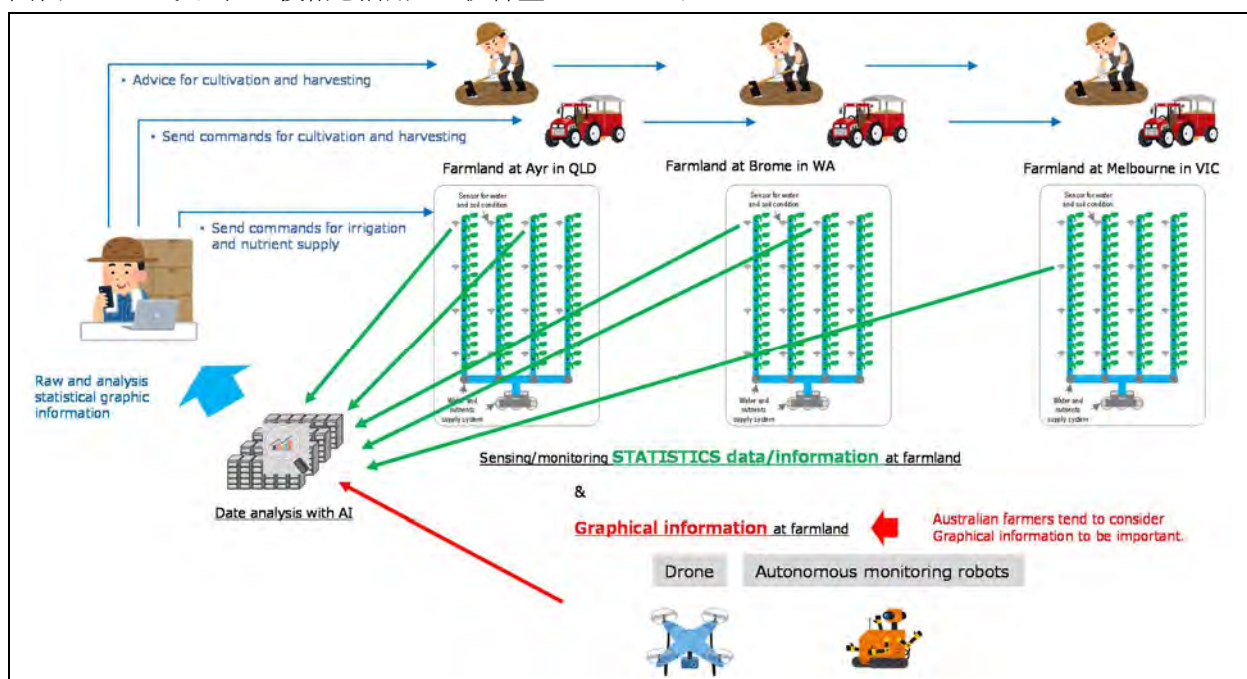 • Advice for cultivation and harvesting
• Send commands for cultivation and harvesting
Farmland at Ayr in QLD
Farmland at Brome in WA
Farmland at Melbourne in VIC
• Send commands for irrigation
and nutrient supply
Sensor for water
and soil condition
Sensor for water
and soil condition
Sensor for water
and soil condition
Water and
nutrients
supply system
Water and
nutrients
supply system
Water and
nutrients
supply system
Raw and analysis
statistical graphic
information
Date analysis with AI
Sensing/monitoring STATISTICS data/information at farmland
&
Graphical information at farmland
Australian farmers tend to consider
Graphical information to be important.
Drone
Autonomous monitoring robots